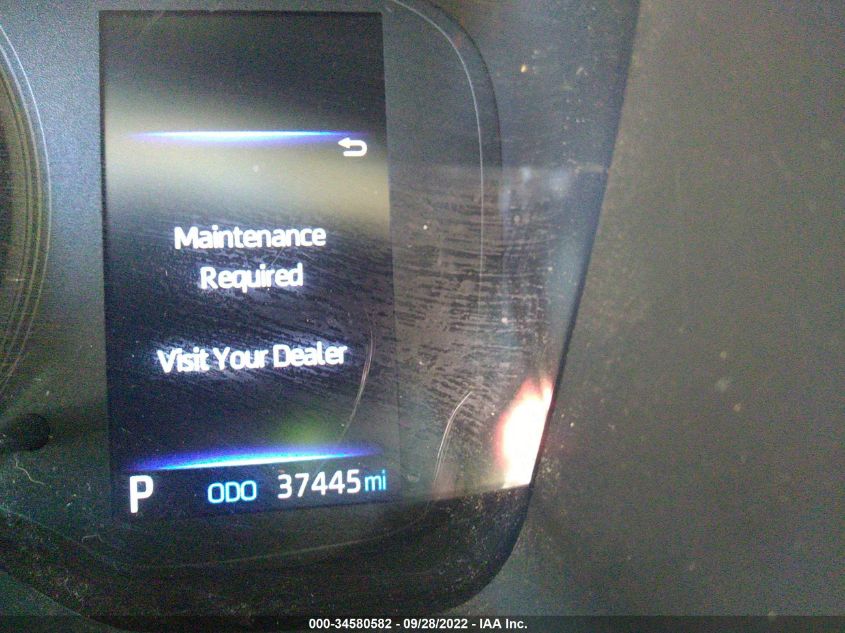 Maintenance
Required
Visit Your Dealer
P ODO 37445 mi
000-34580582 - 09/28/2022 - IAA Inc.